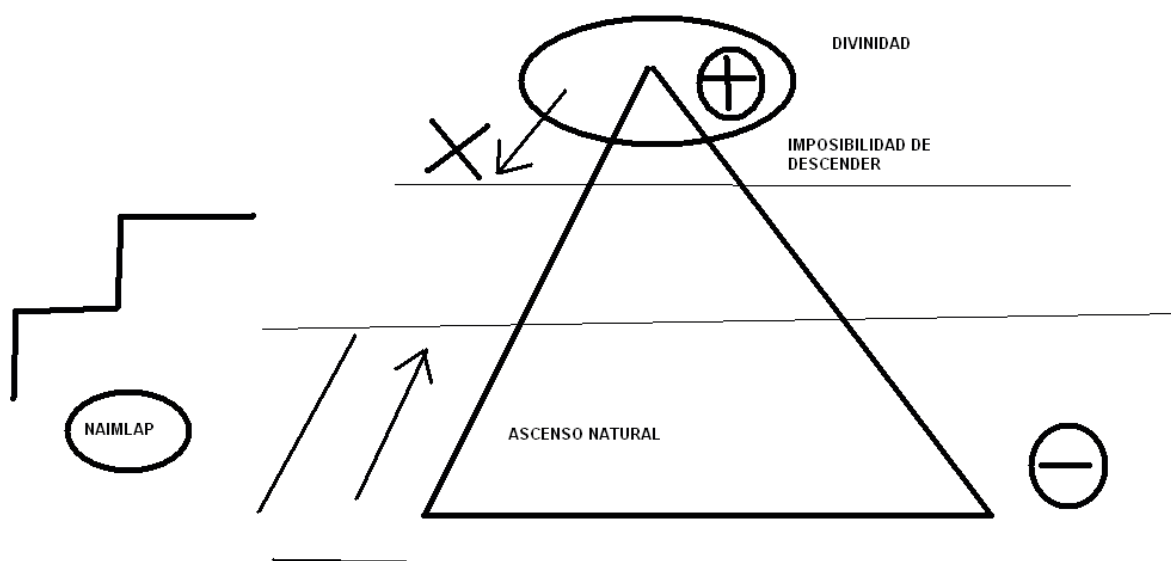 DIVINIDAD
IMPOSIBILIDAD DE
DESCENDER
NAIMLAP
ASCENSO NATURAL